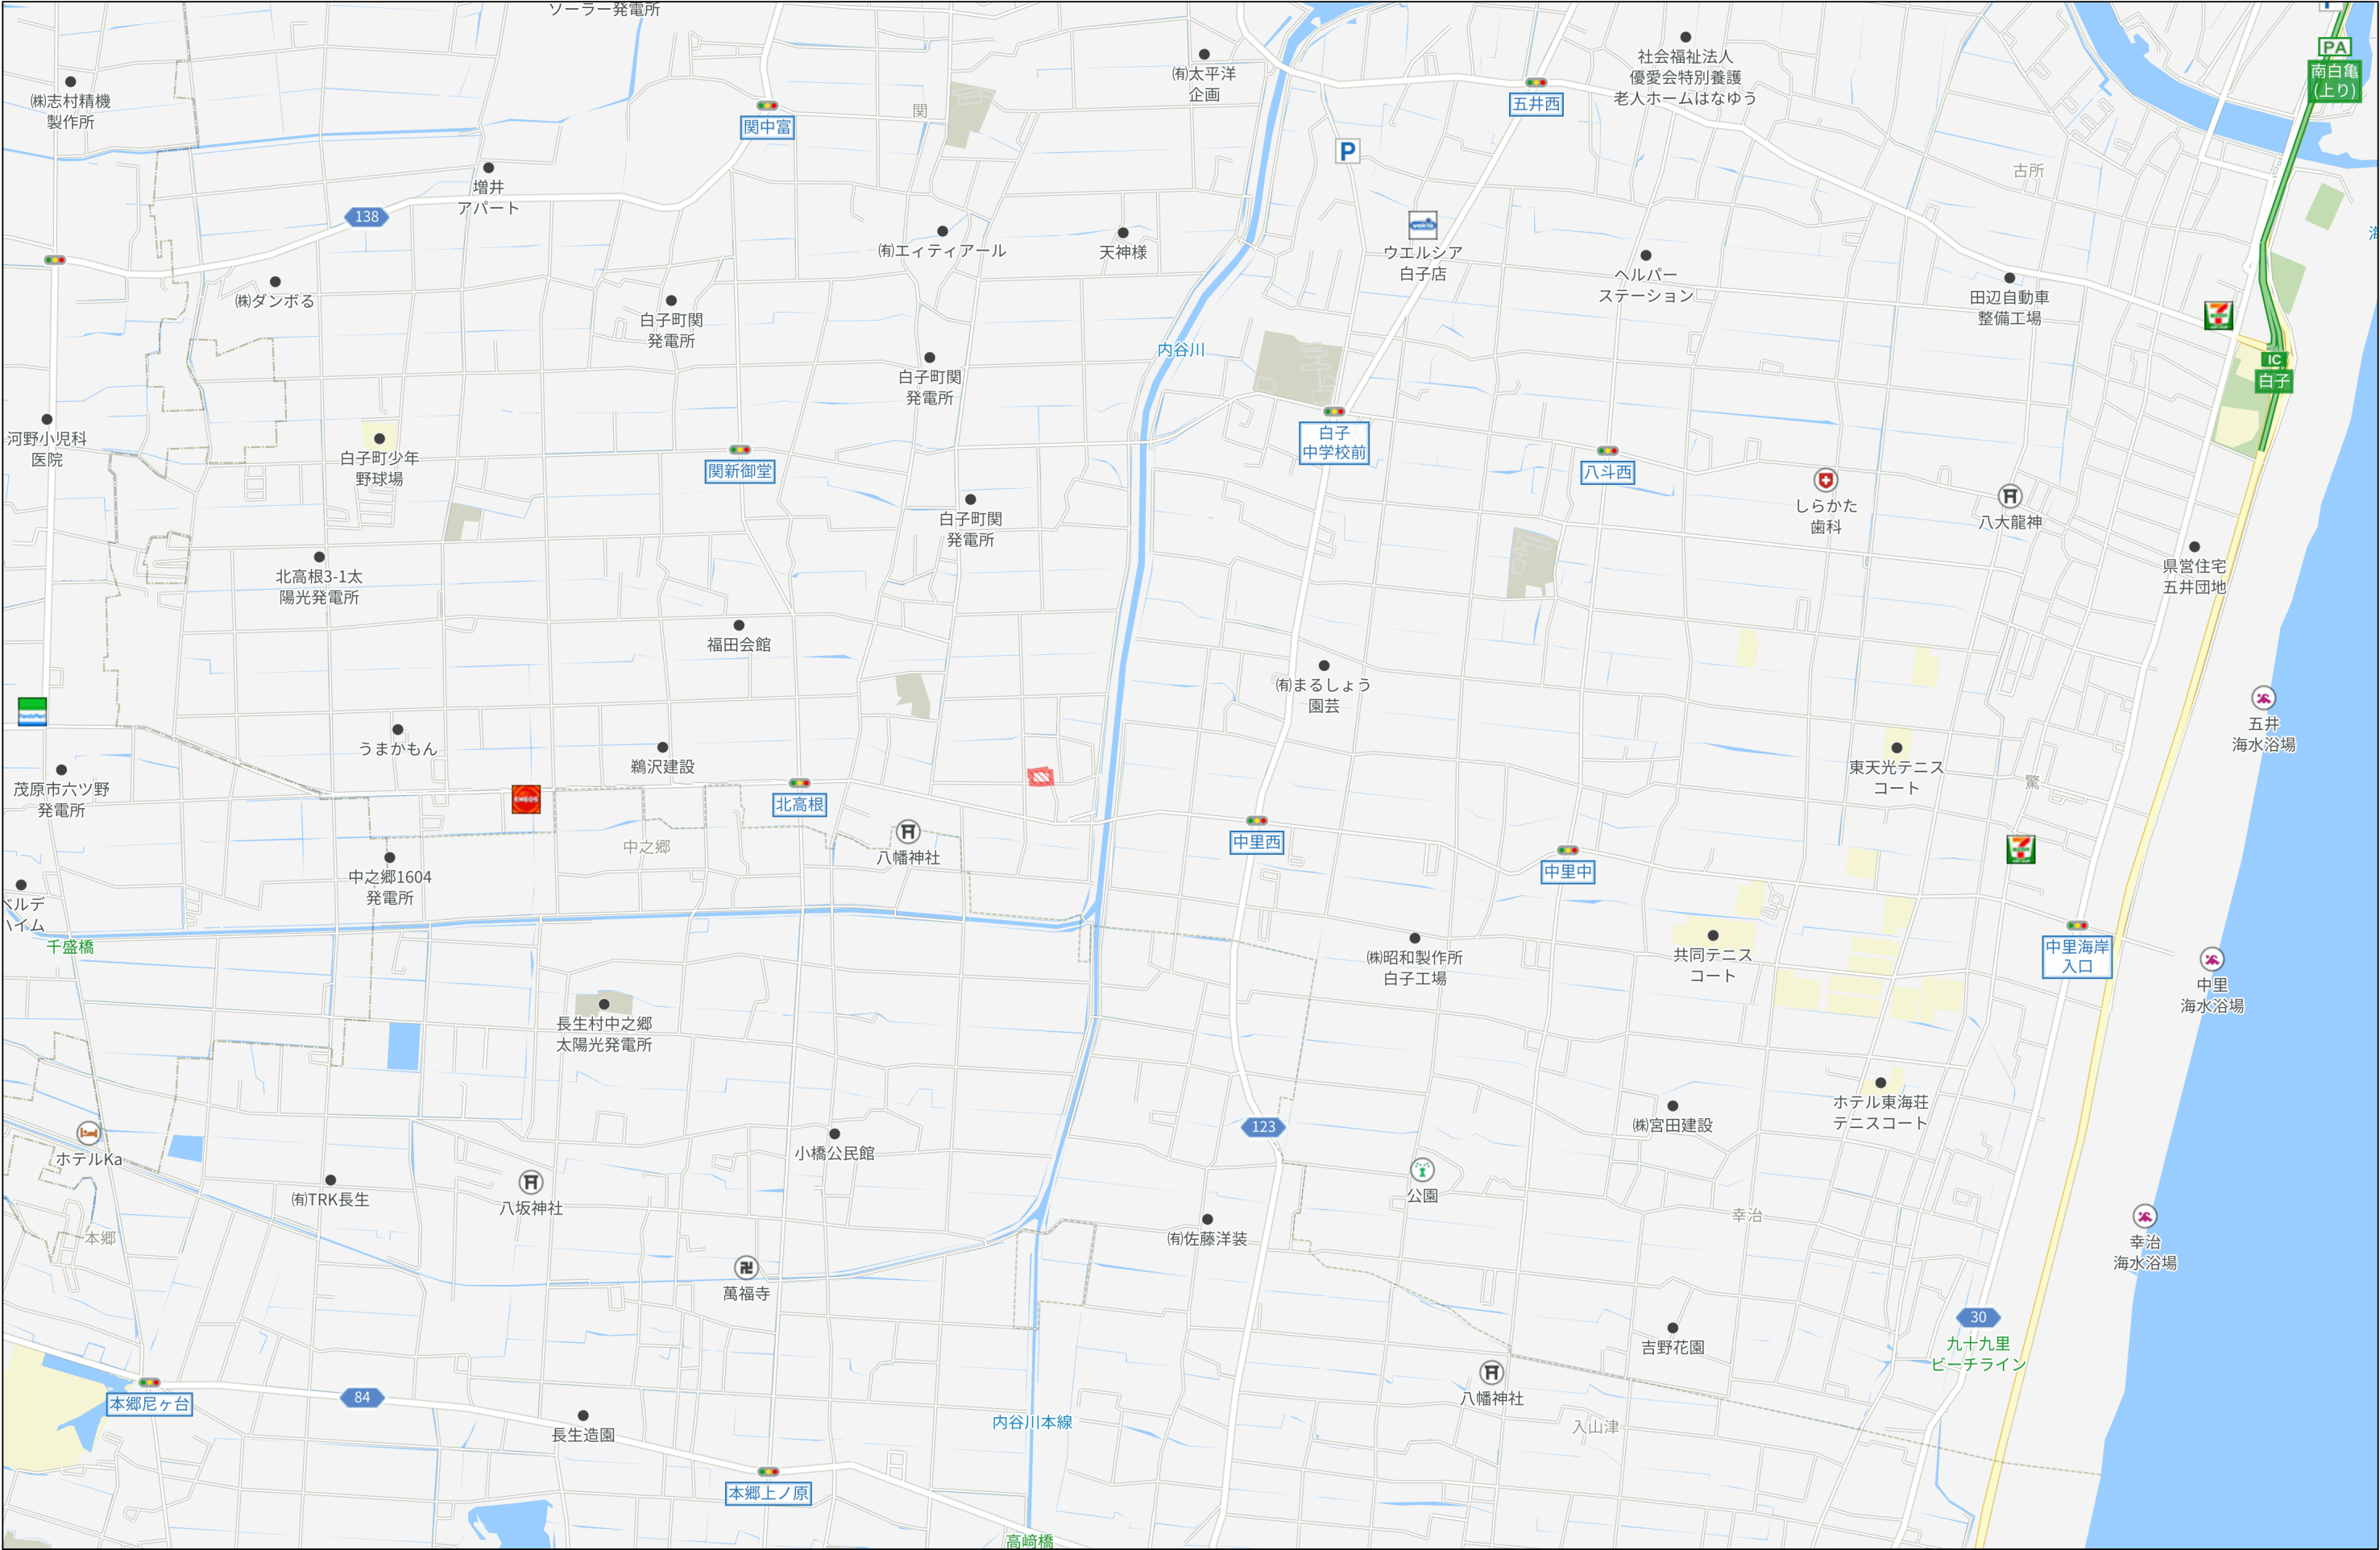 ソーラー発電所
㈱志村精機
製作所
関中富
関
㈲太平洋
企画
五井西
社会福祉法人
優愛会特別養護
老人ホームはなゆう
PA
南白亀
(上り)
P
古所
増井
アパート
138
㈲エィティアール
天神様
ウエルシア
白子店
ヘルパー
ステーション
田辺自動車
整備工場
㈱ダンボる
白子町関
発電所
内谷川
IC
白子
白子町関
発電所
河野小児科
医院
白子町少年
野球場
関新御堂
白子
中学校前
八斗西
しらかた
歯科
八大龍神
白子町関
発電所
県営住宅
五井団地
北高根3-1太
陽光発電所
福田会館
㈲まるしょう
園芸
五井
海水浴場
うまかもん
鵜沢建設
東天光テニス
コート
驚
茂原市六ツ野
発電所
ENEOS
北高根
中里西
中之郷
八幡神社
中里中
中之郷1604
発電所
ベルデ
ハイム
千盛橋
㈱昭和製作所
白子工場
共同テニス
コート
中里海岸
入口
中里
海水浴場
長生村中之郷
太陽光発電所
ホテル東海荘
テニスコート
㈱宮田建設
123
小橋公民館
ホテルKa
㈲TRK長生
八坂神社
公園
幸治
本郷
㈲佐藤洋装
幸治
海水浴場
萬福寺
30
九十九里
ビーチライン
吉野花園
八幡神社
本郷尼ヶ台
84
長生造園
内谷川本線
入山津
本郷上ノ原
高﨑橋